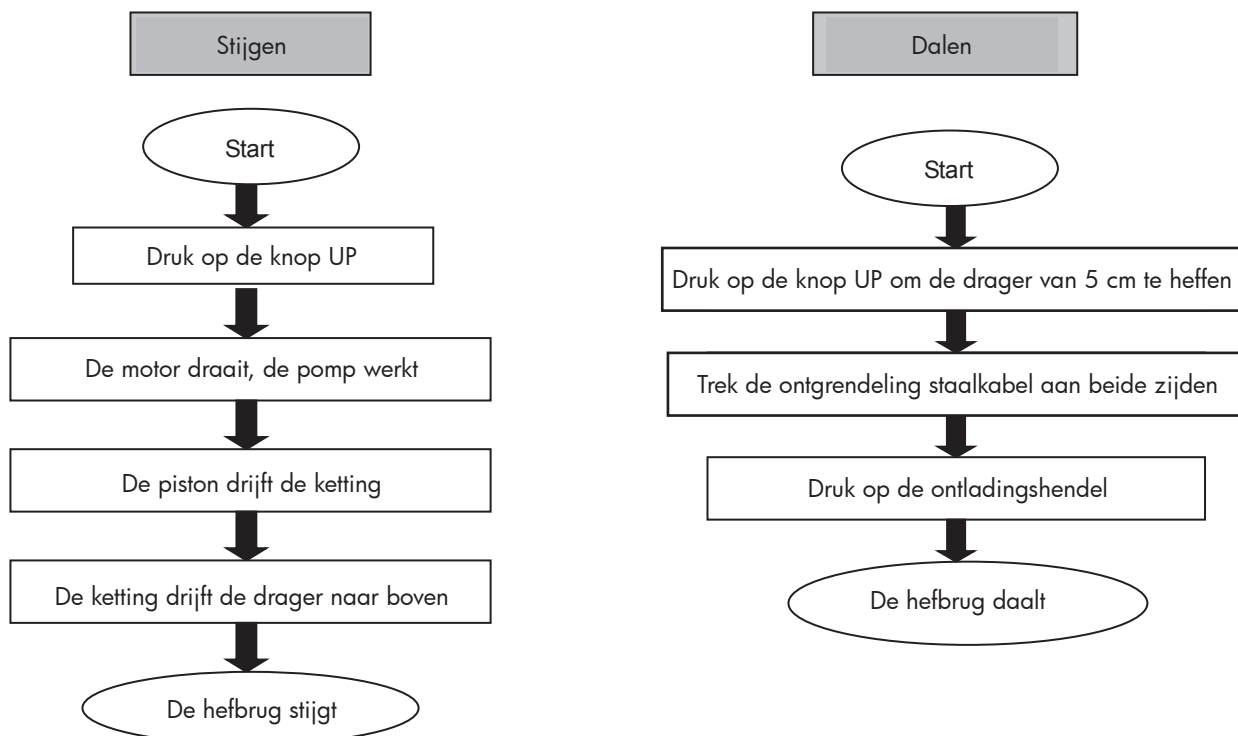 Stijgen
Start
Druk op de knop UP
De motor draait, de pomp werkt
De piston drijft de ketting
De ketting drijft de drager naar boven
De hefbrug stijgt
Dalen
Start
Druk op de knop UP om de drager van 5 cm te heffen
Trek de ontgrendeling staalkabel aan beide zijden
Druk op de ontladingshendel
De hefbrug daalt